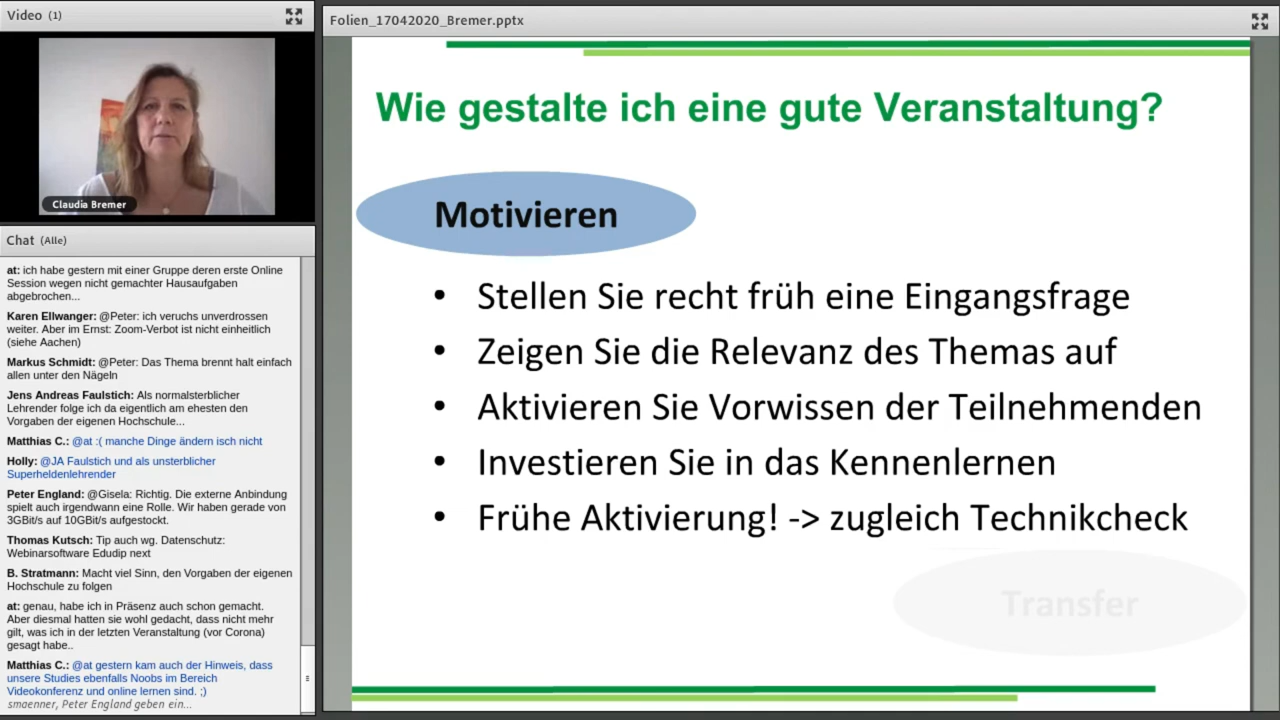 Video (1)
Claudia Bremer
Chat (Alle)
at: ich habe gestern mit einer Gruppe deren erste Online
Session wegen nicht gemachter Hausaufgaben
abgebrochen...
Karen Ellwanger: @Peter: ich veruchs unverdrossen
weiter. Aber im Ernst: Zoom-Verbot ist nicht einheitlich
(siehe Aachen)
Markus Schmidt: @Peter: Das Thema brennt halt einfach
allen unter den Nägeln
Jens Andreas Faulstich: Als normalsterblicher
Lehrender folge ich da eigentlich am ehesten den
Vorgaben der eigenen Hochschule...
Matthias C.: @at :( manche Dinge ändern isch nicht
Holly: @JA Faulstich und als unsterblicher
Superheldenlehrender
Peter England: @Gisela: Richtig. Die externe Anbindung
spielt auch irgendwann eine Rolle. Wir haben gerade von
3GBit/s auf 10GBit/s aufgestockt.
Thomas Kutsch: Tip auch wg. Datenschutz:
Webinarsoftware Edudip next
B. Stratmann: Macht viel Sinn, den Vorgaben der eigenen
Hochschule zu folgen
at: genau, habe ich in Präsenz auch schon gemacht.
Aber diesmal hatten sie wohl gedacht, dass nicht mehr
gilt, was ich in der letzten Veranstaltung (vor Corona)
gesagt habe..
Matthias C.: @at gestern kam auch der Hinweis, dass
unsere Studies ebenfalls Noobs im Bereich
Videokonferenz und online lernen sind. ;)
smaenner, Peter England geben ein...
Folien_17042020_Bremer.pptx
Wie gestalte ich eine gute Veranstaltung?
Motivieren
• Stellen Sie recht früh eine Eingangsfrage
• Zeigen Sie die Relevanz des Themas auf
• Aktivieren Sie Vorwissen der Teilnehmenden
• Investieren Sie in das Kennenlernen
• Frühe Aktivierung! -> zugleich Technikcheck
Transfer